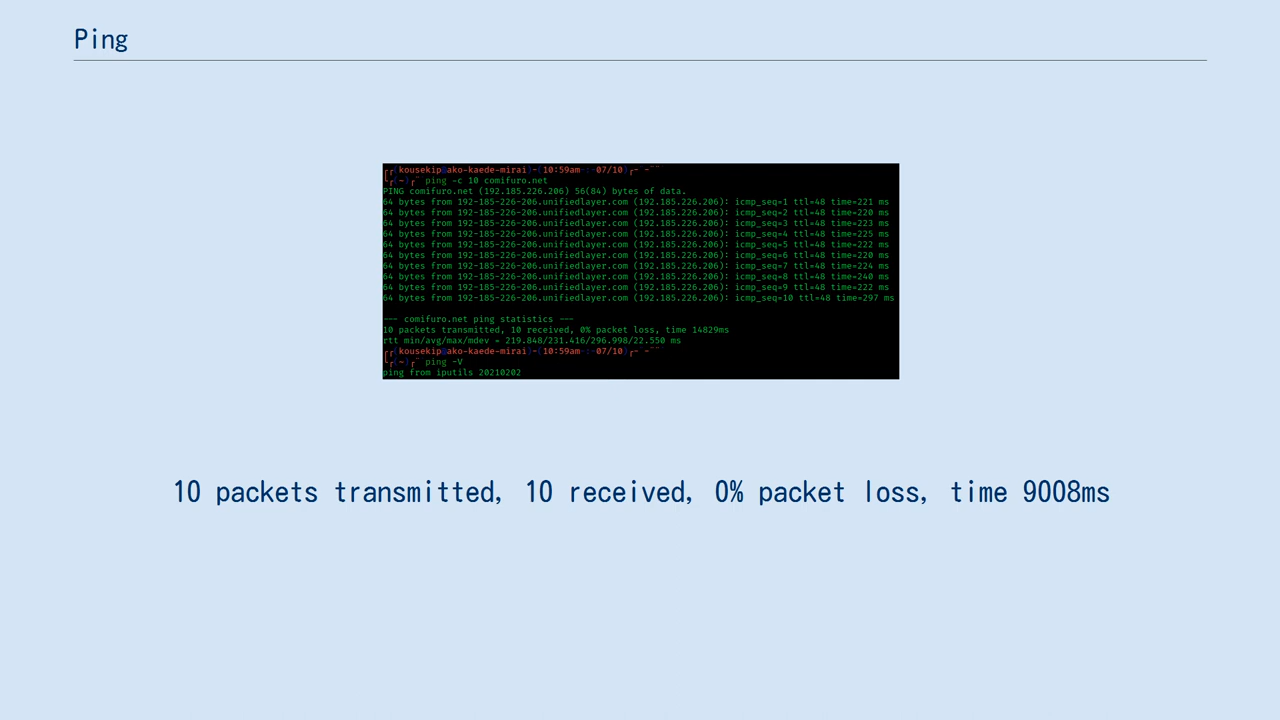 Ping
┌┌[kousekip@ako-kaede-mirai]-[10:59am-:-07/10]┌- -¯¯
└┌[~]┌¯ ping -c 10 comifuro.net
PING comifuro.net (192.185.226.206) 56(84) bytes of data.
64 bytes from 192-185-226-206.unifiedlayer.com (192.185.226.206): icmp_seq=1 ttl=48 time=221 ms
64 bytes from 192-185-226-206.unifiedlayer.com (192.185.226.206): icmp_seq=2 ttl=48 time=220 ms
64 bytes from 192-185-226-206.unifiedlayer.com (192.185.226.206): icmp_seq=3 ttl=48 time=223 ms
64 bytes from 192-185-226-206.unifiedlayer.com (192.185.226.206): icmp_seq=4 ttl=48 time=225 ms
64 bytes from 192-185-226-206.unifiedlayer.com (192.185.226.206): icmp_seq=5 ttl=48 time=222 ms
64 bytes from 192-185-226-206.unifiedlayer.com (192.185.226.206): icmp_seq=6 ttl=48 time=220 ms
64 bytes from 192-185-226-206.unifiedlayer.com (192.185.226.206): icmp_seq=7 ttl=48 time=224 ms
64 bytes from 192-185-226-206.unifiedlayer.com (192.185.226.206): icmp_seq=8 ttl=48 time=240 ms
64 bytes from 192-185-226-206.unifiedlayer.com (192.185.226.206): icmp_seq=9 ttl=48 time=222 ms
64 bytes from 192-185-226-206.unifiedlayer.com (192.185.226.206): icmp_seq=10 ttl=48 time=297 ms
--- comifuro.net ping statistics ---
10 packets transmitted, 10 received, 0% packet loss, time 14829ms
rtt min/avg/max/mdev = 219.848/231.416/296.998/22.550 ms
┌┌[kousekip@ako-kaede-mirai]-[10:59am-:-07/10]┌- -¯¯
└┌[~]┌¯ ping -V
ping from iputils 20210202
10 packets transmitted, 10 received, 0% packet loss, time 9008ms